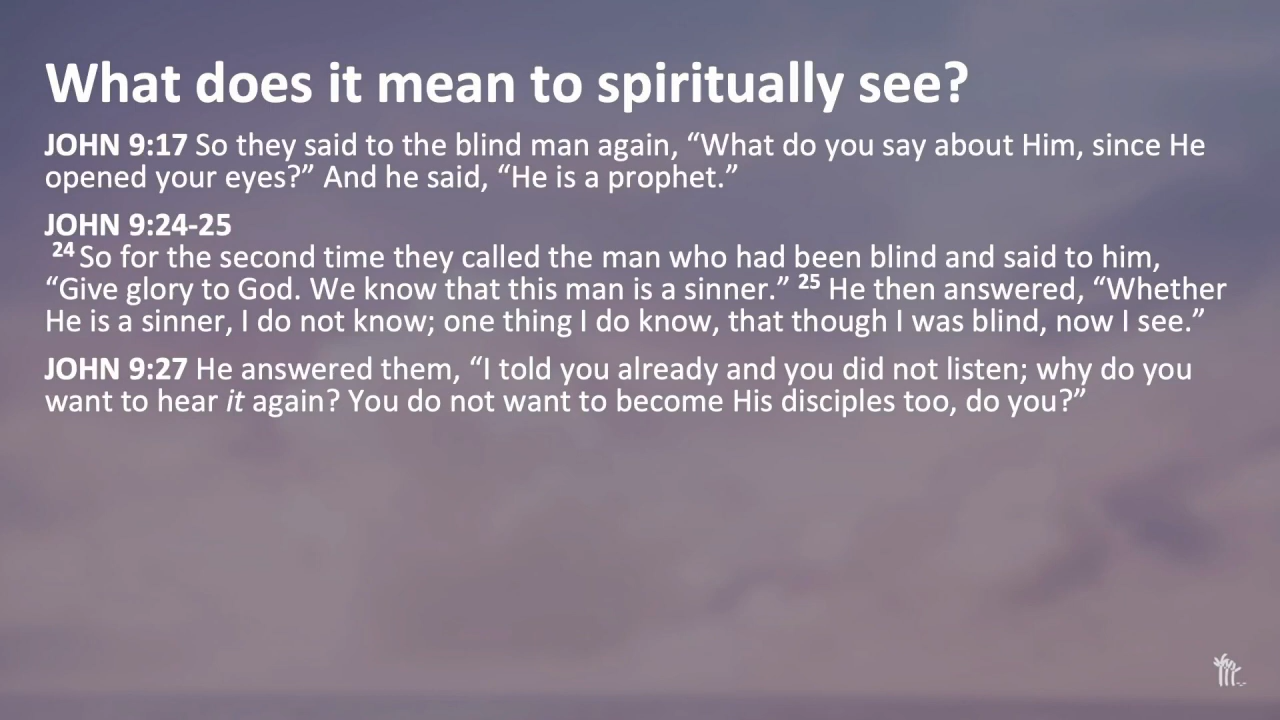 What does it mean to spiritually see?
JOHN 9:17 So they said to the blind man again, “What do you say about Him, since He
opened your eyes?” And he said, “He is a prophet.”
JOHN 9:24-25
24 So for the second time they called the man who had been blind and said to him,
“Give glory to God. We know that this man is a sinner.” 25 He then answered, “Whether
He is a sinner, I do not know; one thing I do know, that though I was blind, now I see.”
JOHN 9:27 He answered them, “I told you already and you did not listen; why do you
want to hear it again? You do not want to become His disciples too, do you?”